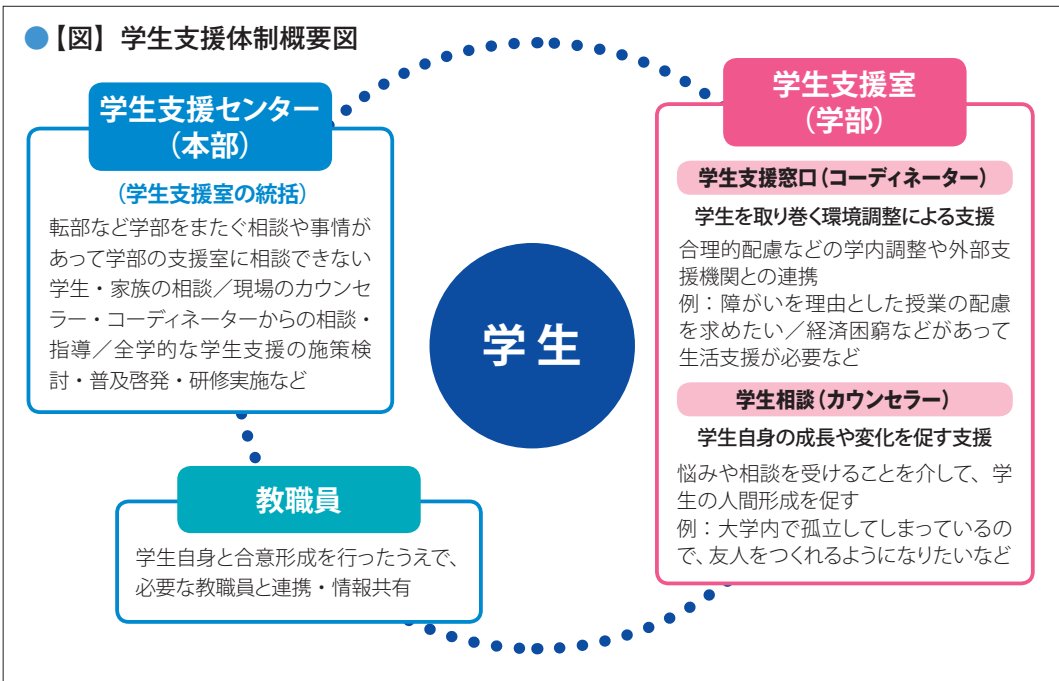 ●【図】学生支援体制概要図
学生支援センター
（本部）
（学生支援室の統括）
転部など学部をまたぐ相談や事情が
あって学部の支援室に相談できない
学生・家族の相談／現場のカウンセ
ラー・コーディネーターからの相談・
指導／全学的な学生支援の施策検
討・普及啓発・研修実施など
学生
教職員
学生自身と合意形成を行ったうえで、
必要な教職員と連携・情報共有
学生支援室
（学部）
学生支援窓口（コーディネーター）
学生を取り巻く環境調整による支援
合理的配慮などの学内調整や外部支
援機関との連携
例：障がいを理由とした授業の配慮
を求めたい／経済困窮などがあって
生活支援が必要など
学生相談（カウンセラー）
学生自身の成長や変化を促す支援
悩みや相談を受けることを介して、学
生の人間形成を促す
例：大学内で孤立してしまっているの
で、友人をつくれるようになりたいなど